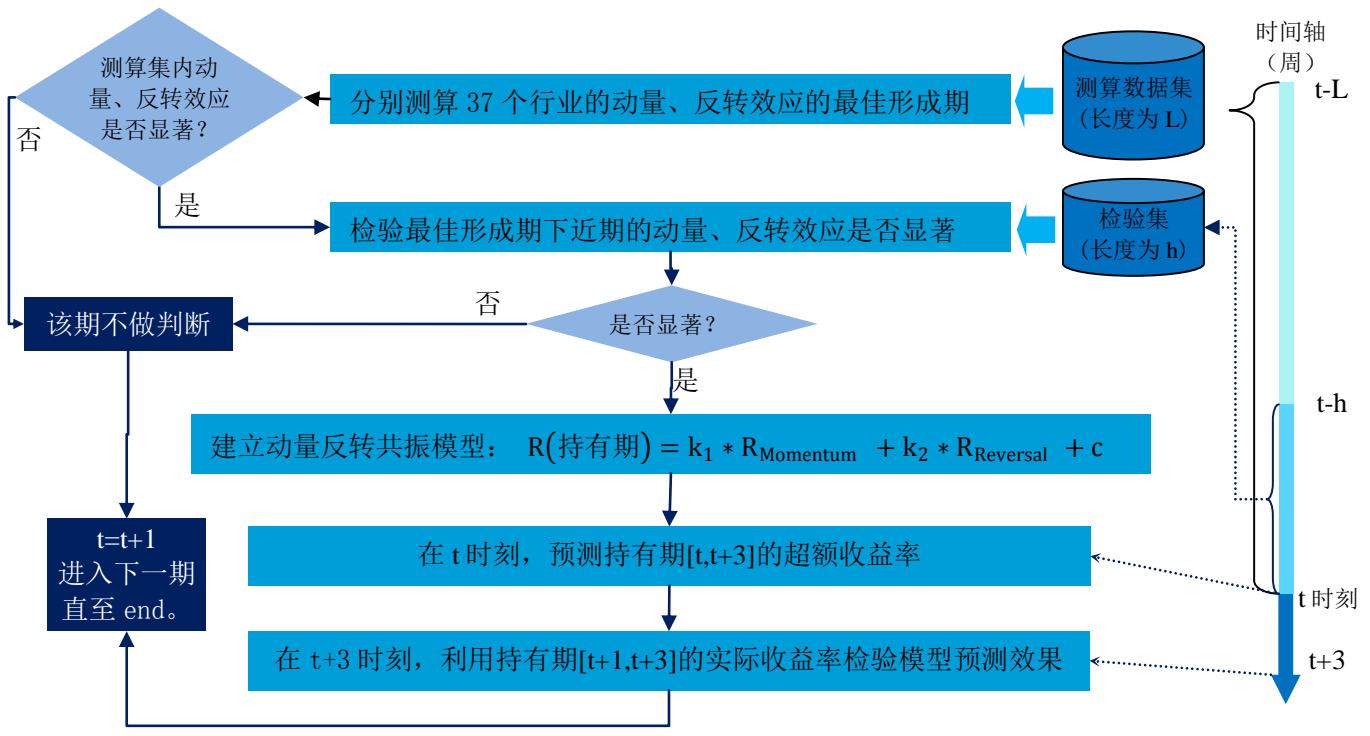 时间轴
（周）
测算集内动
量、反转效应
是否显著？
分别测算 37 个行业的动量、反转效应的最佳形成期
测算数据集
(长度为 L)
t-L
否
是
检验最佳形成期下近期的动量、反转效应是否显著
检验集
(长度为 h)
该期不做判断
否
是否显著？
是
t-h
建立动量反转共振模型： R(持有期) = k₁ * R_Momentum + k₂ * R_Reversal + c
t=t+1
进入下一期
直至 end。
在 t 时刻，预测持有期[t,t+3]的超额收益率
t 时刻
在 t+3 时刻，利用持有期[t+1,t+3]的实际收益率检验模型预测效果
t+3